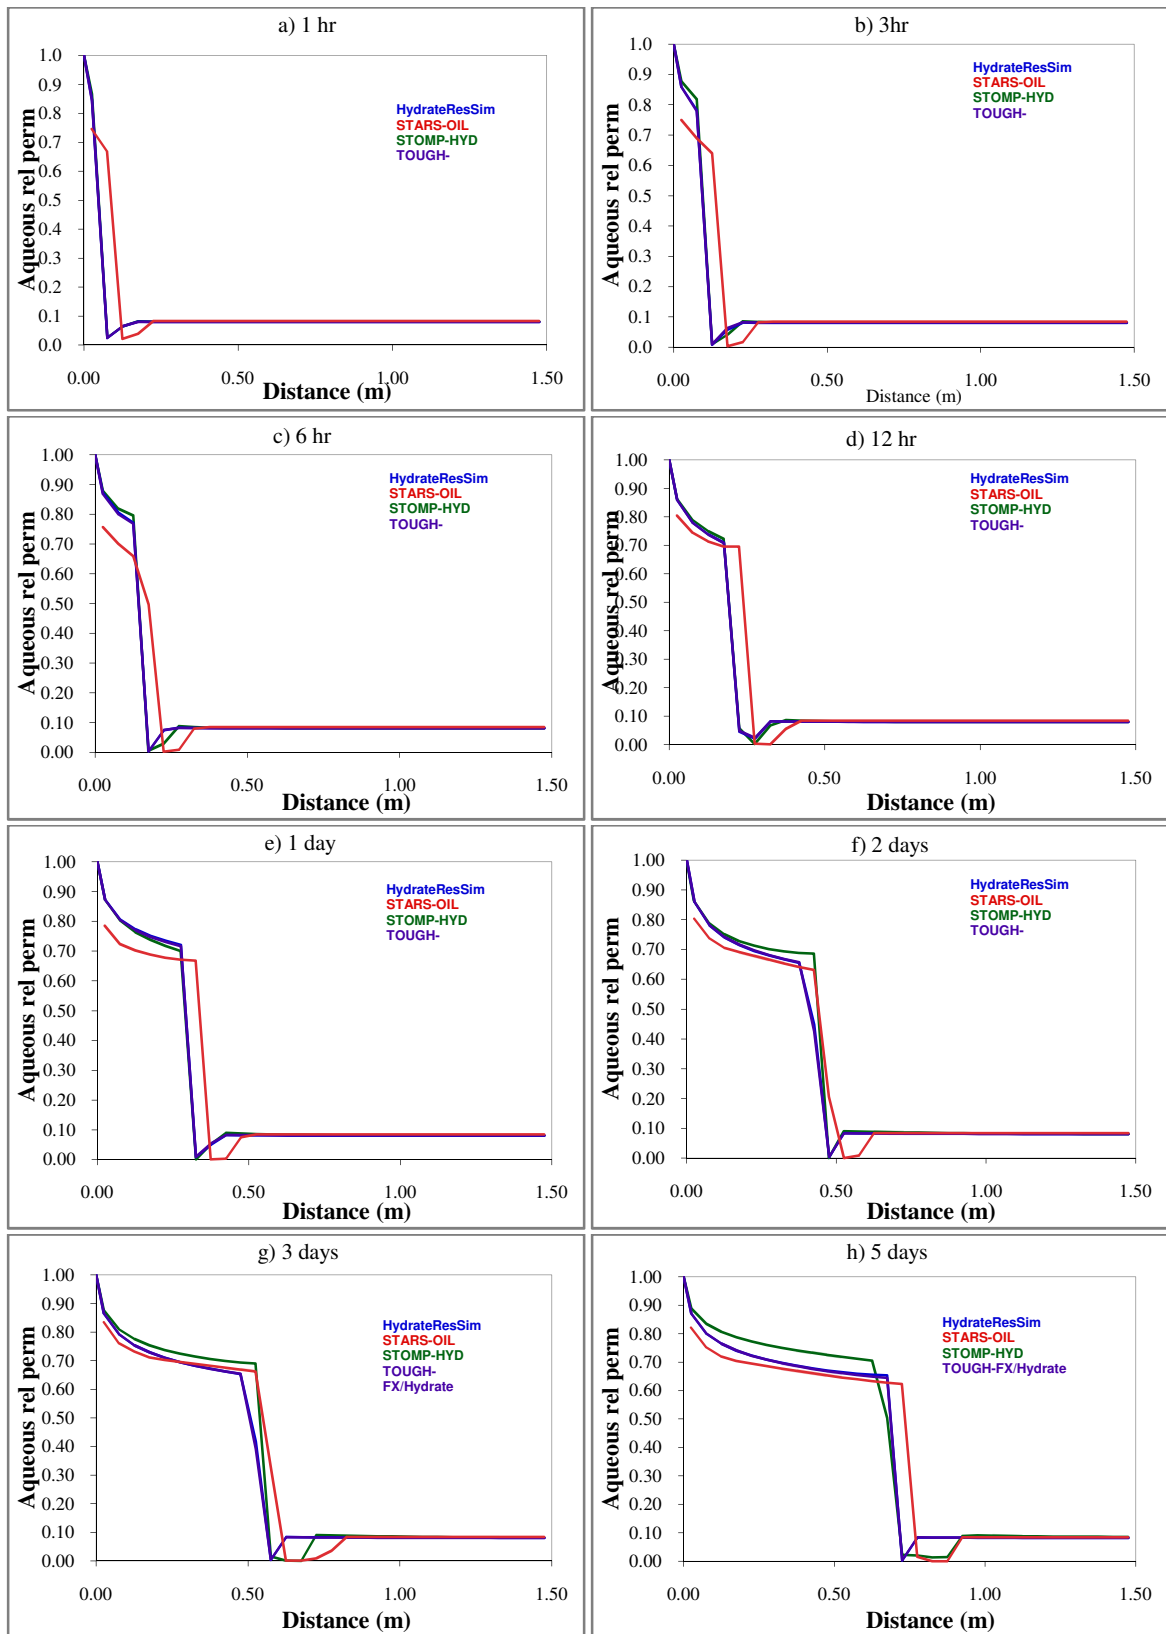 a) 1 hr
Aqueous rel perm
1.0
0.9
0.8
0.7
0.6
0.5
0.4
0.3
0.2
0.1
0.0
HydrateResSim
STARS-OIL
STOMP-HYD
TOUGH-
0.00
0.50
1.00
1.50
Distance (m)
b) 3hr
Aqueous rel perm
1.0
0.9
0.8
0.7
0.6
0.5
0.4
0.3
0.2
0.1
0.0
HydrateResSim
STARS-OIL
STOMP-HYD
TOUGH-
0.00
0.50
1.00
1.50
Distance (m)
c) 6 hr
Aqueous rel perm
1.00
0.90
0.80
0.70
0.60
0.50
0.40
0.30
0.20
0.10
0.00
HydrateResSim
STARS-OIL
STOMP-HYD
TOUGH-
0.00
0.50
1.00
1.50
Distance (m)
d) 12 hr
Aqueous rel perm
1.00
0.90
0.80
0.70
0.60
0.50
0.40
0.30
0.20
0.10
0.00
HydrateResSim
STARS-OIL
STOMP-HYD
TOUGH-
0.00
0.50
1.00
1.50
Distance (m)
e) 1 day
Aqueous rel perm
1.00
0.90
0.80
0.70
0.60
0.50
0.40
0.30
0.20
0.10
0.00
HydrateResSim
STARS-OIL
STOMP-HYD
TOUGH-
0.00
0.50
1.00
1.50
Distance (m)
f) 2 days
Aqueous rel perm
1.00
0.90
0.80
0.70
0.60
0.50
0.40
0.30
0.20
0.10
0.00
HydrateResSim
STARS-OIL
STOMP-HYD
TOUGH-
0.00
0.50
1.00
1.50
Distance (m)
g) 3 days
Aqueous rel perm
1.00
0.90
0.80
0.70
0.60
0.50
0.40
0.30
0.20
0.10
0.00
HydrateResSim
STARS-OIL
STOMP-HYD
TOUGH-
FX/Hydrate
0.00
0.50
1.00
1.50
Distance (m)
h) 5 days
Aqueous rel perm
1.00
0.90
0.80
0.70
0.60
0.50
0.40
0.30
0.20
0.10
0.00
HydrateResSim
STARS-OIL
STOMP-HYD
TOUGH-FX/Hydrate
0.00
0.50
1.00
1.50
Distance (m)